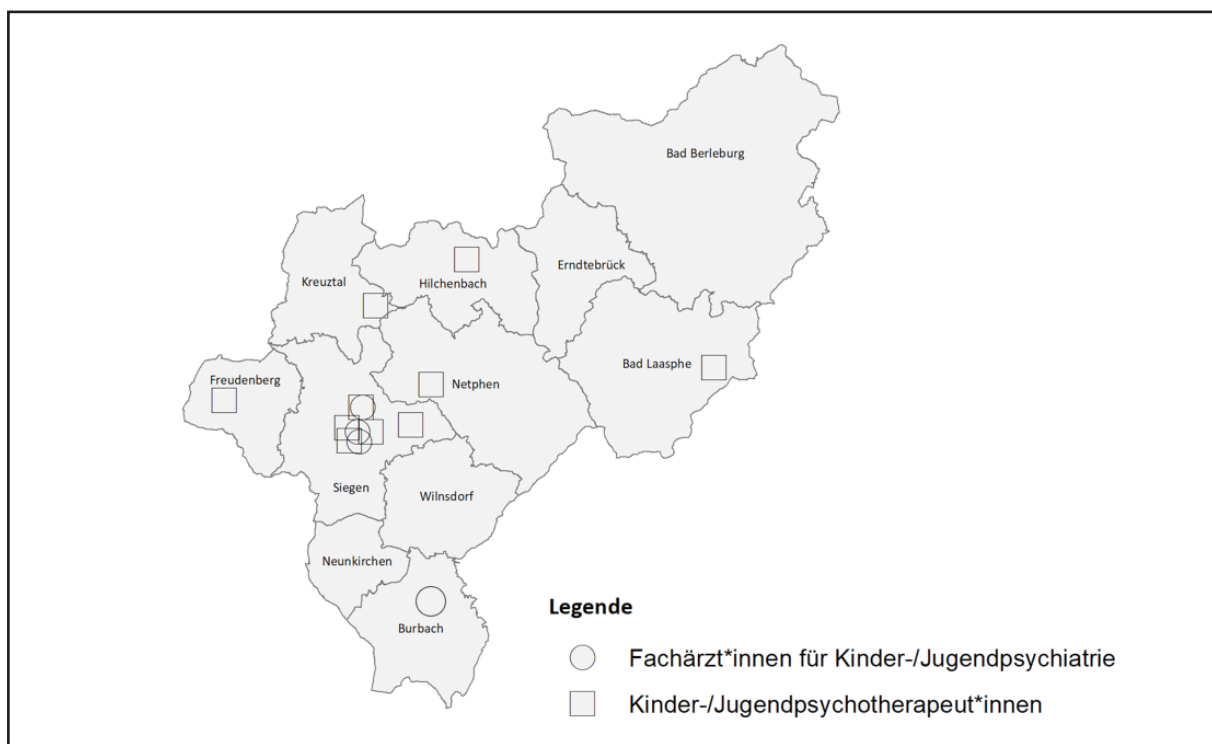 Bad Berleburg
Erndtebrück
Kreuztal
Hilchenbach
Bad Laasphe
Freudenberg
Netphen
Siegen
Wilnsdorf
Neunkirchen
Burbach
Legende
Fachärzt*innen für Kinder-/Jugendpsychiatrie
Kinder-/Jugendpsychotherapeut*innen